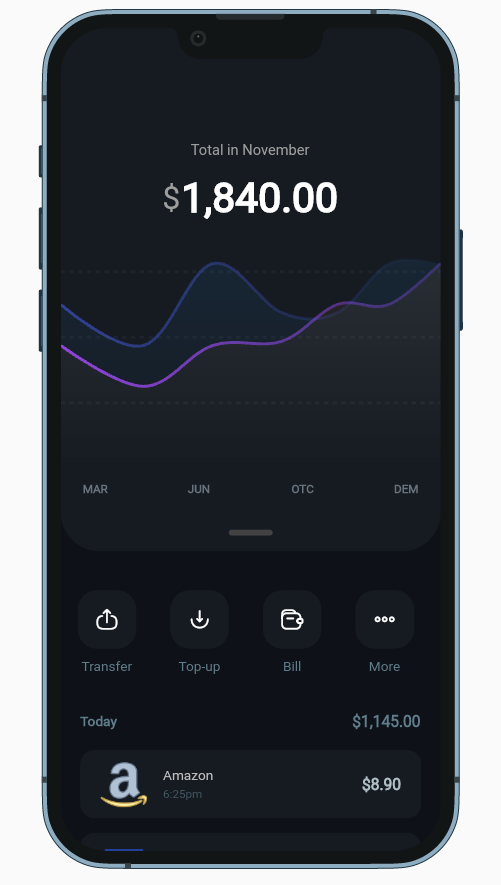 Total in November
$1,840.00
MAR JUN OTC DEM
Transfer Top-up Bill More
Today $1,145.00
a Amazon $8.90
6:25pm